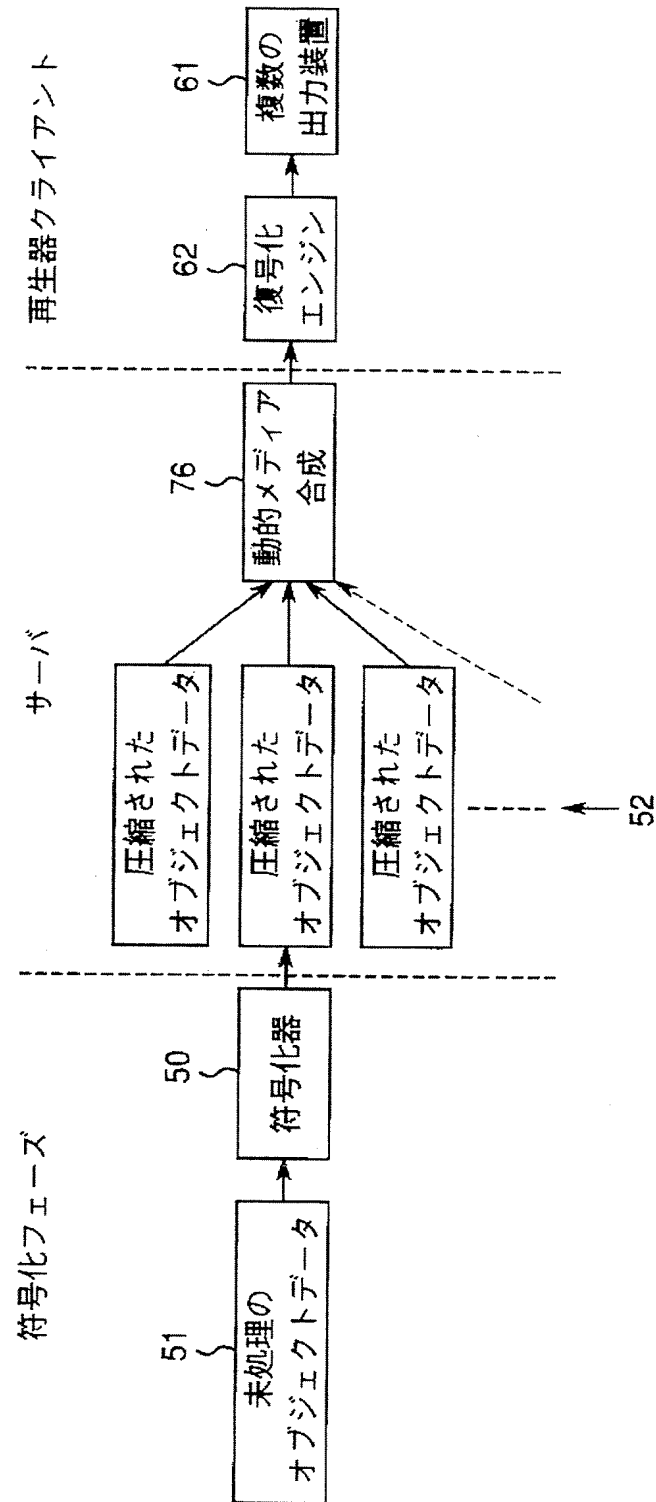 符号化フェーズ
サーバ
再生器クライアント
51
未処理の
オブジェクトデータ
50
符号化器
圧縮された
オブジェクトデータ
圧縮された
オブジェクトデータ
圧縮された
オブジェクトデータ
52
76
動的メディア
合成
62
復号化
エンジン
61
複数の
出力装置